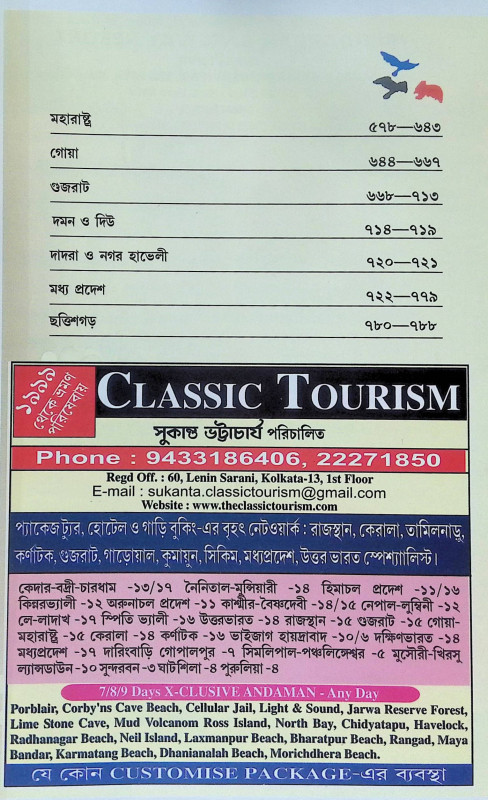 মহারাষ্ট্র ৫৭৮—৬৪৩
গোয়া ৬৪৪—৬৬৭
গুজরাট ৬৬৮—৭১৩
দমন ও দিউ ৭১৪—৭১৯
দাদরা ও নগর হাভেলী ৭২০—৭২১
মধ্য প্রদেশ ৭২২—৭৭৯
ছত্তিশগড় ৭৮০—৭৮৮
১৯৯৯
থেকে ভ্রমণ
পরিসেবায়
CLASSIC TOURISM
সুকান্ত ভট্টাচার্য পরিচালিত
Phone : 9433186406, 22271850
Regd Off. : 60, Lenin Sarani, Kolkata-13, 1st Floor
E-mail : sukanta.classictourism@gmail.com
Website : www.theclassictourism.com
প্যাকেজ ট্যুর, হোটেল ও গাড়ি বুকিং-এর বৃহৎ নেটওয়ার্ক : রাজস্থান, কেরালা, তামিলনাড়ু,
কর্ণাটক, গুজরাট, গাড়োয়াল, কুমায়ুন, সিকিম, মধ্যপ্রদেশ, উত্তর ভারত স্পেশ্যালিস্ট।
কেদার-বদ্রী-চারধাম -১৩/১৭ নৈনিতাল-মুন্সিয়ারী -১৪ হিমাচল প্রদেশ -১১/১৬
কিন্নরভ্যালী -১২ অরুনাচল প্রদেশ -১১ কাশ্মীর-বৈষ্ণদেবী -১৪/১৫ নেপাল-লুম্বিনী -১২
লে-লাদাখ -১৭ স্পিতি ভ্যালী -১৬ উত্তরভারত -১৪ রাজস্থান -১৫ গুজরাট -১৫ গোয়া-
মহারাষ্ট্র -১৫ কেরালা -১৪ কর্ণাটক -১৬ ভাইজাগ হায়দ্রাবাদ -১০/৬ দক্ষিণভারত -১৪
মধ্যপ্রদেশ -১৭ দারিংবাড়ি গোপালপুর -৭ সিমলিপাল-পঞ্চলিঙ্গেশ্বর -৫ মুসৌরী-খিরসু
ল্যান্সডাউন -১০ সুন্দরবন -৩ ঘাটশিলা -৪ পুরুলিয়া -৪
7/8/9 Days X-CLUSIVE ANDAMAN - Any Day
Porblair, Corby'ns Cave Beach, Cellular Jail, Light & Sound, Jarwa Reserve Forest,
Lime Stone Cave, Mud Volcanom Ross Island, North Bay, Chidyatapu, Havelock,
Radhanagar Beach, Neil Island, Laxmanpur Beach, Bharatpur Beach, Rangad, Maya
Bandar, Karmatang Beach, Dhanianalah Beach, Morichdhera Beach.
যে কোন CUSTOMISE PACKAGE-এর ব্যবস্থা